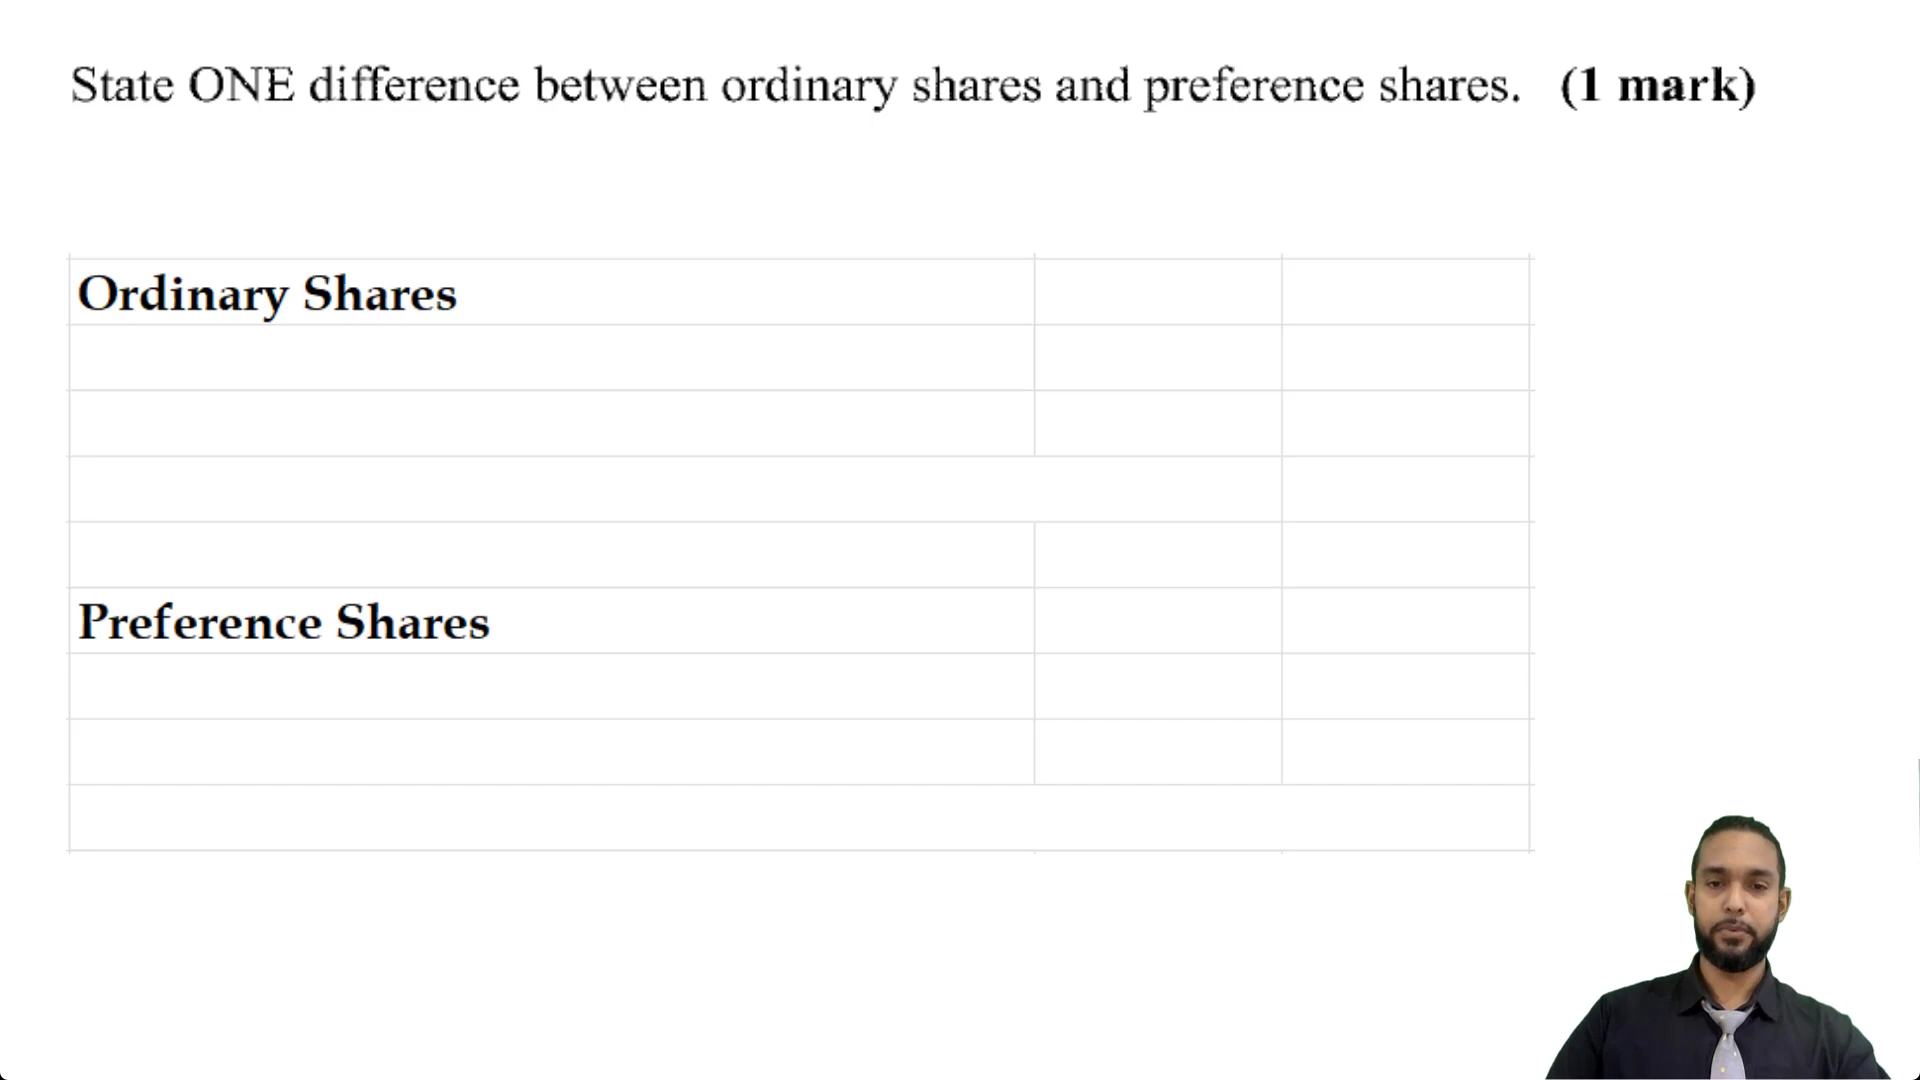 State ONE difference between ordinary shares and preference shares. (1 mark)
Ordinary Shares
Preference Shares